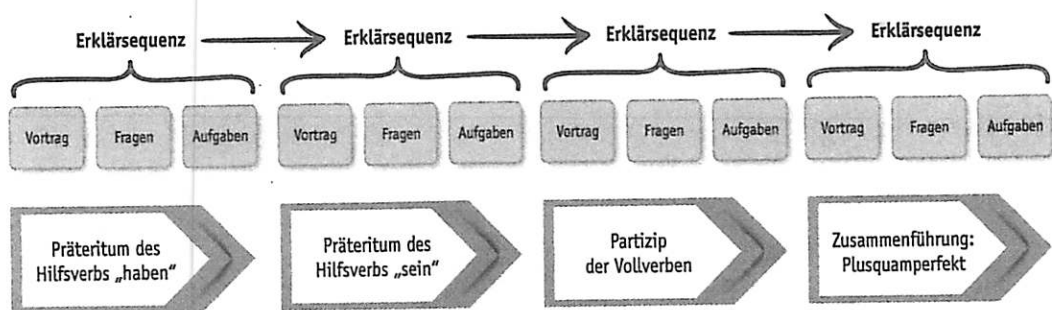 Erklärsequenz Erklärsequenz Erklärsequenz Erklärsequenz
Vortrag Fragen Aufgaben Vortrag Fragen Aufgaben Vortrag Fragen Aufgaben Vortrag Fragen Aufgaben
Präteritum des
Hilfsverbs „haben“
Präteritum des
Hilfsverbs „sein“
Partizip
der Vollverben
Zusammenführung:
Plusquamperfekt